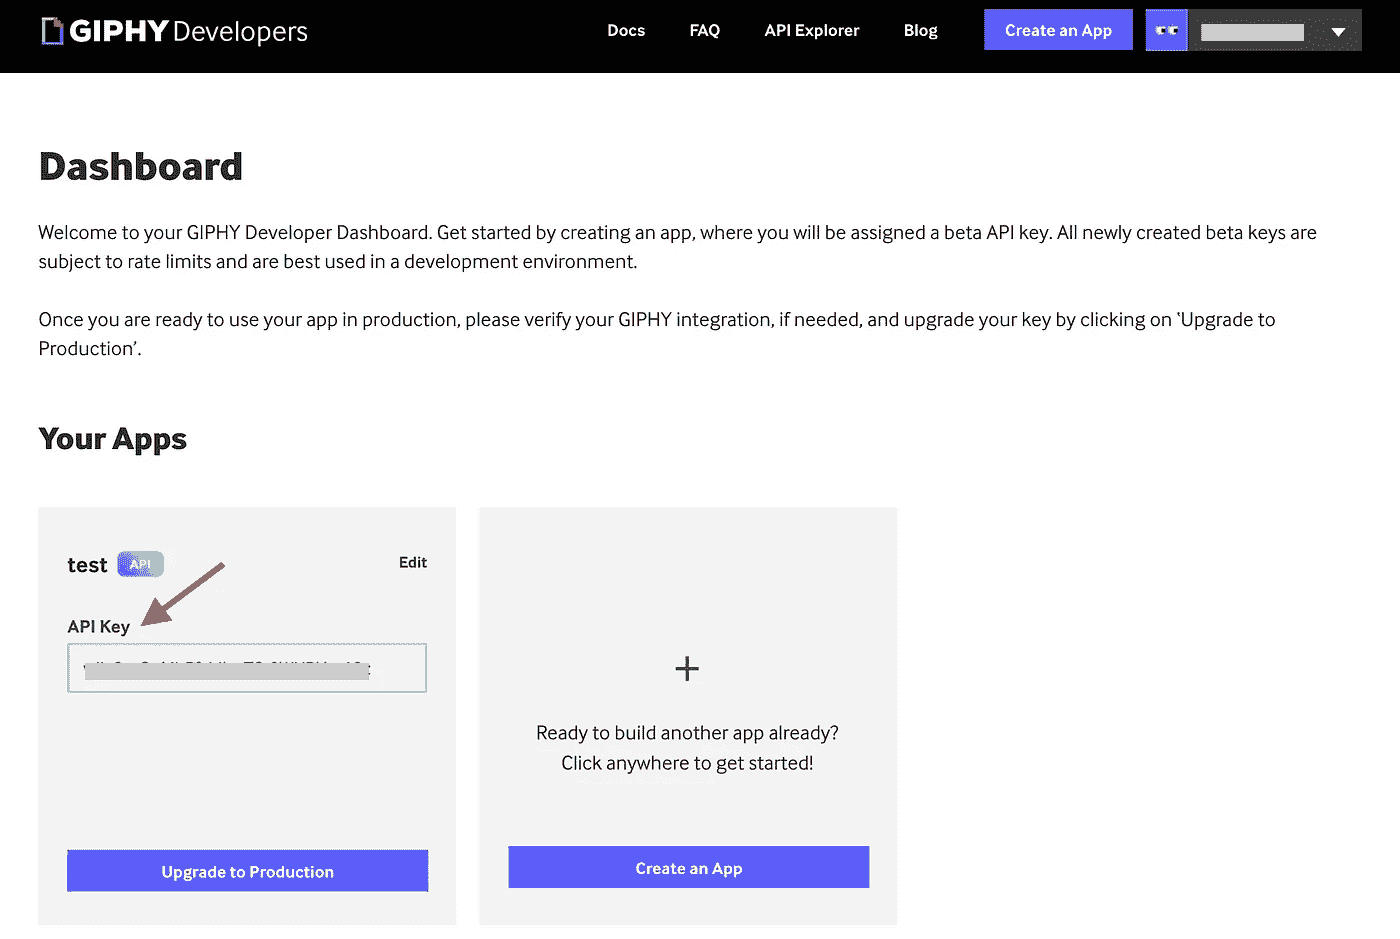 GIPHY Developers
Docs
FAQ
API Explorer
Blog
Create an App
Dashboard
Welcome to your GIPHY Developer Dashboard. Get started by creating an app, where you will be assigned a beta API key. All newly created beta keys are
subject to rate limits and are best used in a development environment.
Once you are ready to use your app in production, please verify your GIPHY integration, if needed, and upgrade your key by clicking on ‘Upgrade to
Production’.
Your Apps
test API
Edit
API Key
Upgrade to Production
Ready to build another app already?
Click anywhere to get started!
Create an App